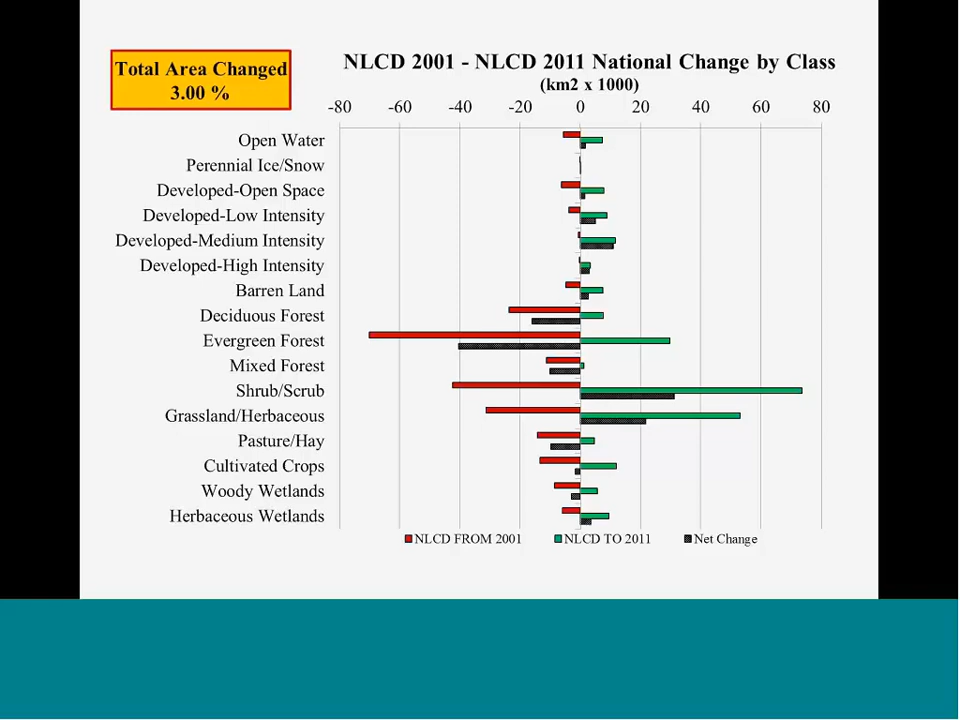 Total Area Changed
3.00 %
NLCD 2001 - NLCD 2011 National Change by Class
(km2 x 1000)
-80 -60 -40 -20 0 20 40 60 80
Open Water
Perennial Ice/Snow
Developed-Open Space
Developed-Low Intensity
Developed-Medium Intensity
Developed-High Intensity
Barren Land
Deciduous Forest
Evergreen Forest
Mixed Forest
Shrub/Scrub
Grassland/Herbaceous
Pasture/Hay
Cultivated Crops
Woody Wetlands
Herbaceous Wetlands
NLCD FROM 2001 NLCD TO 2011 Net Change